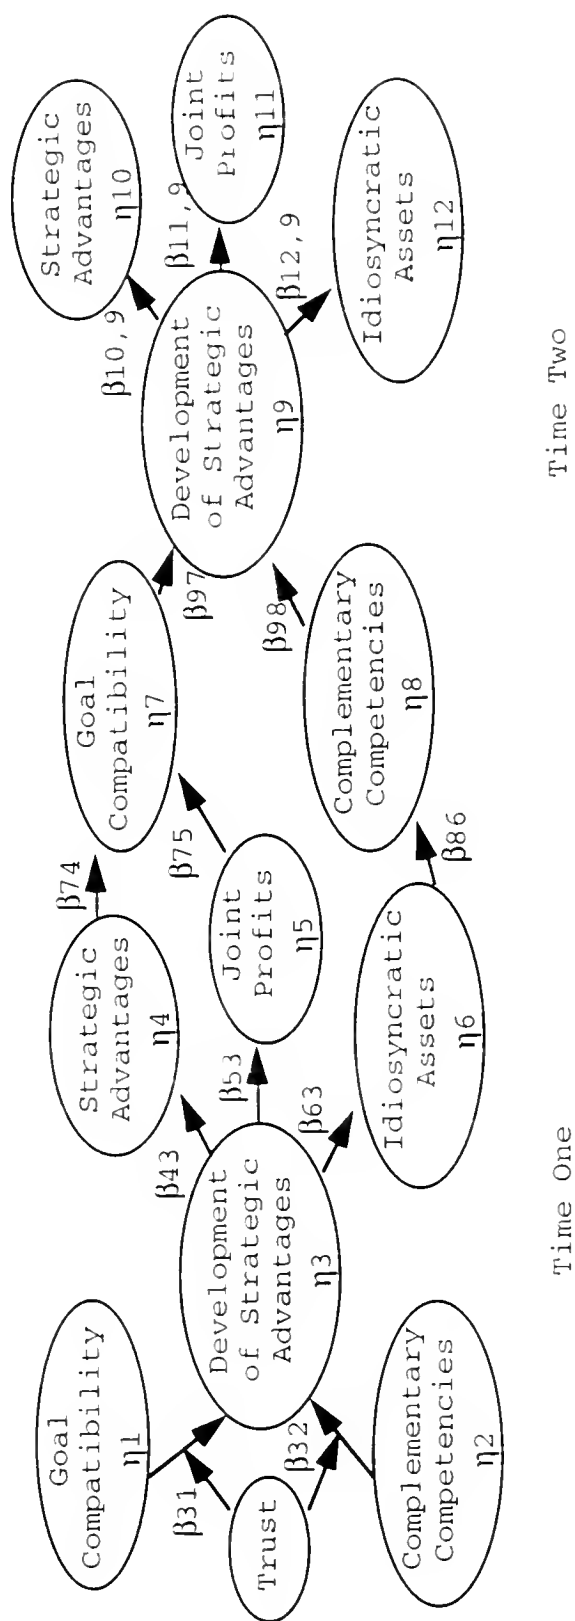 Goal
Compatibility
η1
β31
Trust
β32
Complementary
Competencies
η2
Development
of Strategic
Advantages
η3
β43
β53
β63
Strategic
Advantages
η4
Joint
Profits
η5
Idiosyncratic
Assets
η6
β74
β75
β86
Goal
Compatibility
η7
Complementary
Competencies
η8
β97
β98
Development
of Strategic
Advantages
η9
β10,9
β11,9
β12,9
Strategic
Advantages
η10
Joint
Profits
η11
Idiosyncratic
Assets
η12
Time One
Time Two